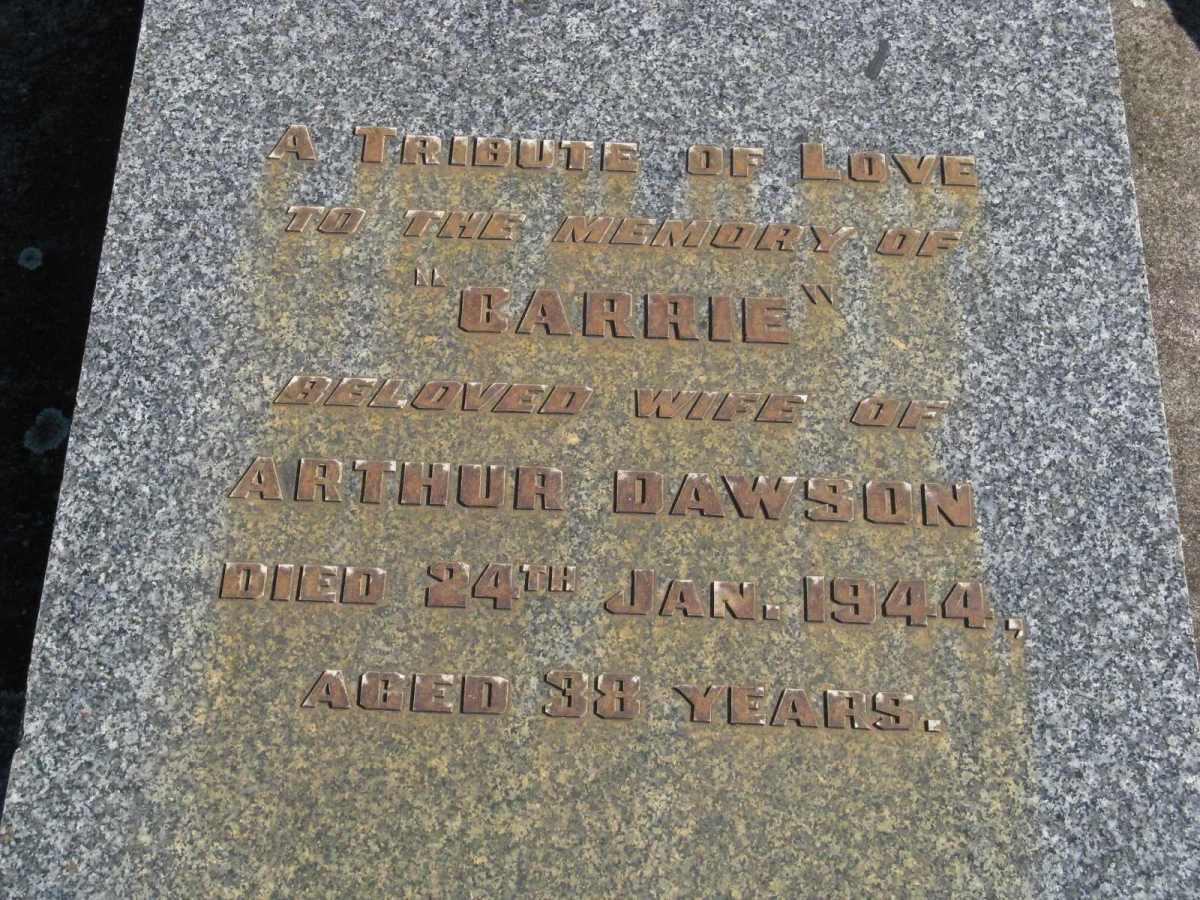 A TRIBUTE OF LOVE
TO THE MEMORY OF
"CARRIE"
BELOVED WIFE OF
ARTHUR DAWSON
DIED 24TH JAN. 1944,
AGED 38 YEARS.